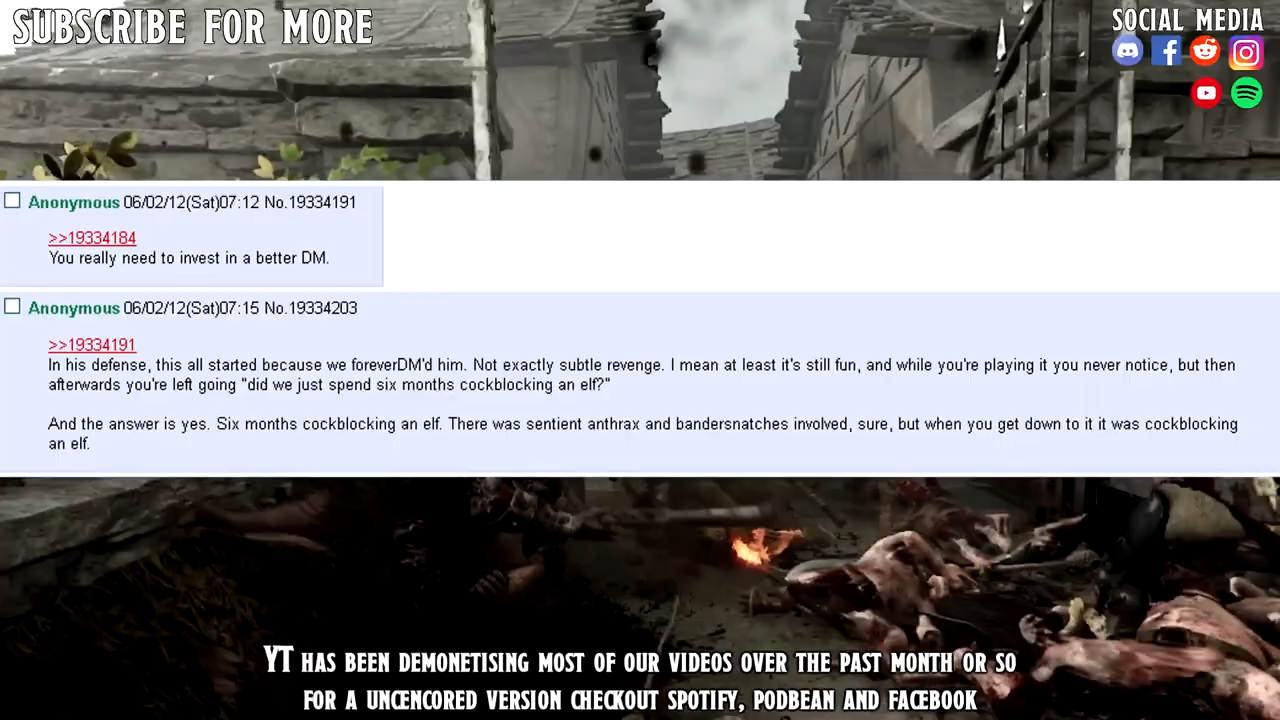 SUBSCRIBE FOR MORE
SOCIAL MEDIA
Anonymous 06/02/12(Sat)07:12 No.19334191
>>19334184
You really need to invest in a better DM.
Anonymous 06/02/12(Sat)07:15 No.19334203
>>19334191
In his defense, this all started because we foreverDM'd him. Not exactly subtle revenge. I mean at least it's still fun, and while you're playing it you never notice, but then
afterwards you're left going "did we just spend six months cockblocking an elf?"
And the answer is yes. Six months cockblocking an elf. There was sentient anthrax and bandersnatches involved, sure, but when you get down to it it was cockblocking
an elf.
YT HAS BEEN DEMONETISING MOST OF OUR VIDEOS OVER THE PAST MONTH OR SO
FOR A UNCENCORED VERSION CHECKOUT SPOTIFY, PODBEAN AND FACEBOOK